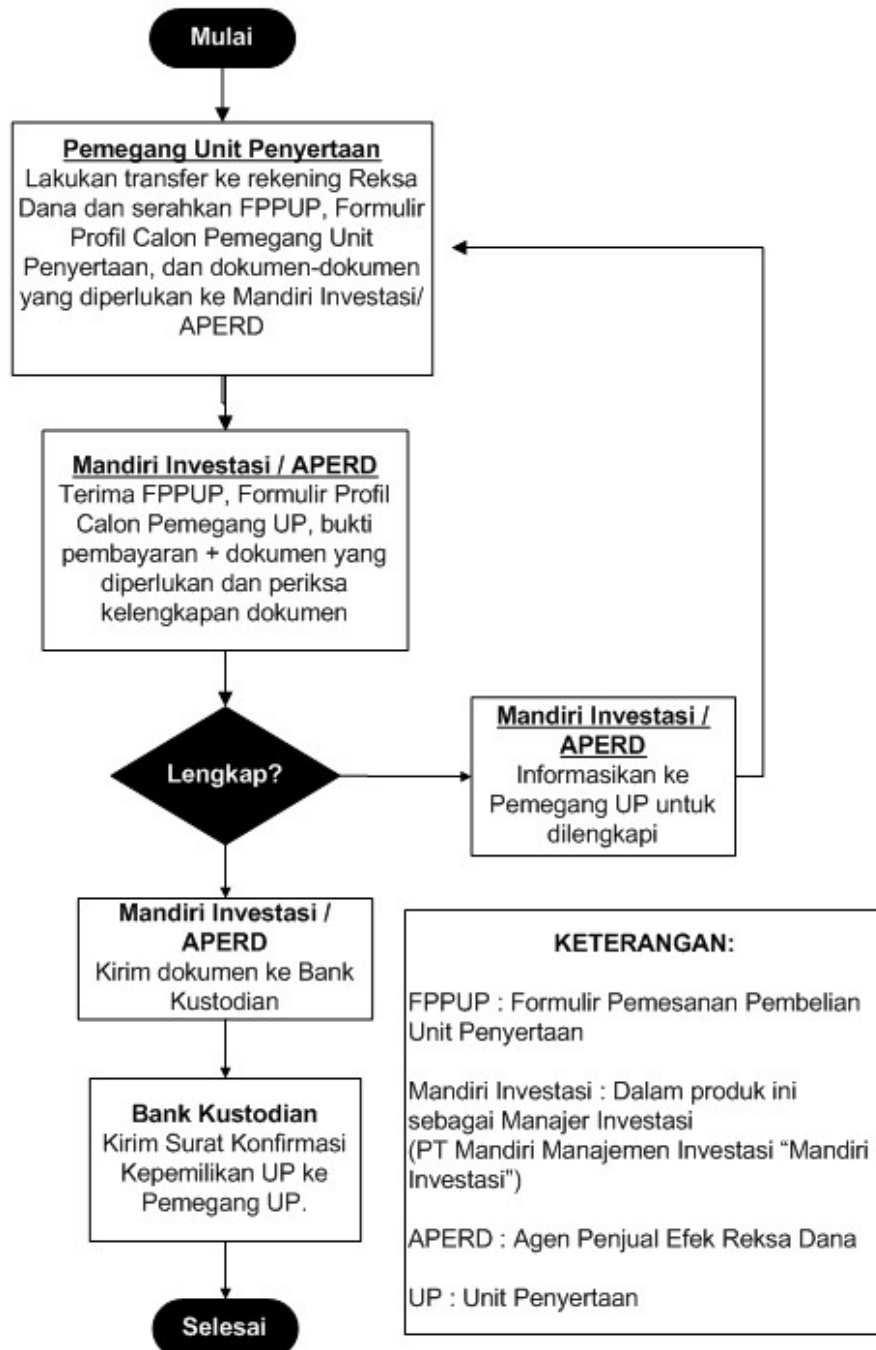 Mulai
Pemegang Unit Penyertaan
Lakukan transfer ke rekening Reksa
Dana dan serahkan FPPUP, Formulir
Profil Calon Pemegang Unit
Penyertaan, dan dokumen-dokumen
yang diperlukan ke Mandiri Investasi/
APERD
Mandiri Investasi / APERD
Terima FPPUP, Formulir Profil
Calon Pemegang UP, bukti
pembayaran + dokumen yang
diperlukan dan periksa
kelengkapan dokumen
Lengkap?
Mandiri Investasi /
APERD
Informasikan ke
Pemegang UP untuk
dilengkapi
Mandiri Investasi /
APERD
Kirim dokumen ke Bank
Kustodian
Bank Kustodian
Kirim Surat Konfirmasi
Kepemilikan UP ke
Pemegang UP.
Selesai
KETERANGAN:
FPPUP : Formulir Pemesanan Pembelian
Unit Penyertaan
Mandiri Investasi : Dalam produk ini
sebagai Manajer Investasi
(PT Mandiri Manajemen Investasi “Mandiri
Investasi”)
APERD : Agen Penjual Efek Reksa Dana
UP : Unit Penyertaan